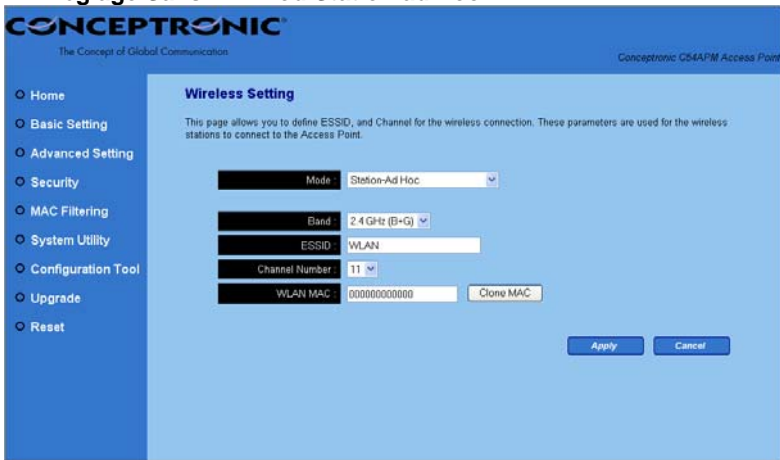 CONCEPTRONIC
The Concept of Global Communication
Conceptronic C54APM Access Point
Home
Basic Setting
Advanced Setting
Security
MAC Filtering
System Utility
Configuration Tool
Upgrade
Reset
Wireless Setting
This page allows you to define ESSID, and Channel for the wireless connection. These parameters are used for the wireless
stations to connect to the Access Point.
Mode : Station-Ad Hoc
Band : 2.4 GHz (B+G)
ESSID : WLAN
Channel Number : 11
WLAN MAC : 000000000000 Clone MAC
Apply Cancel